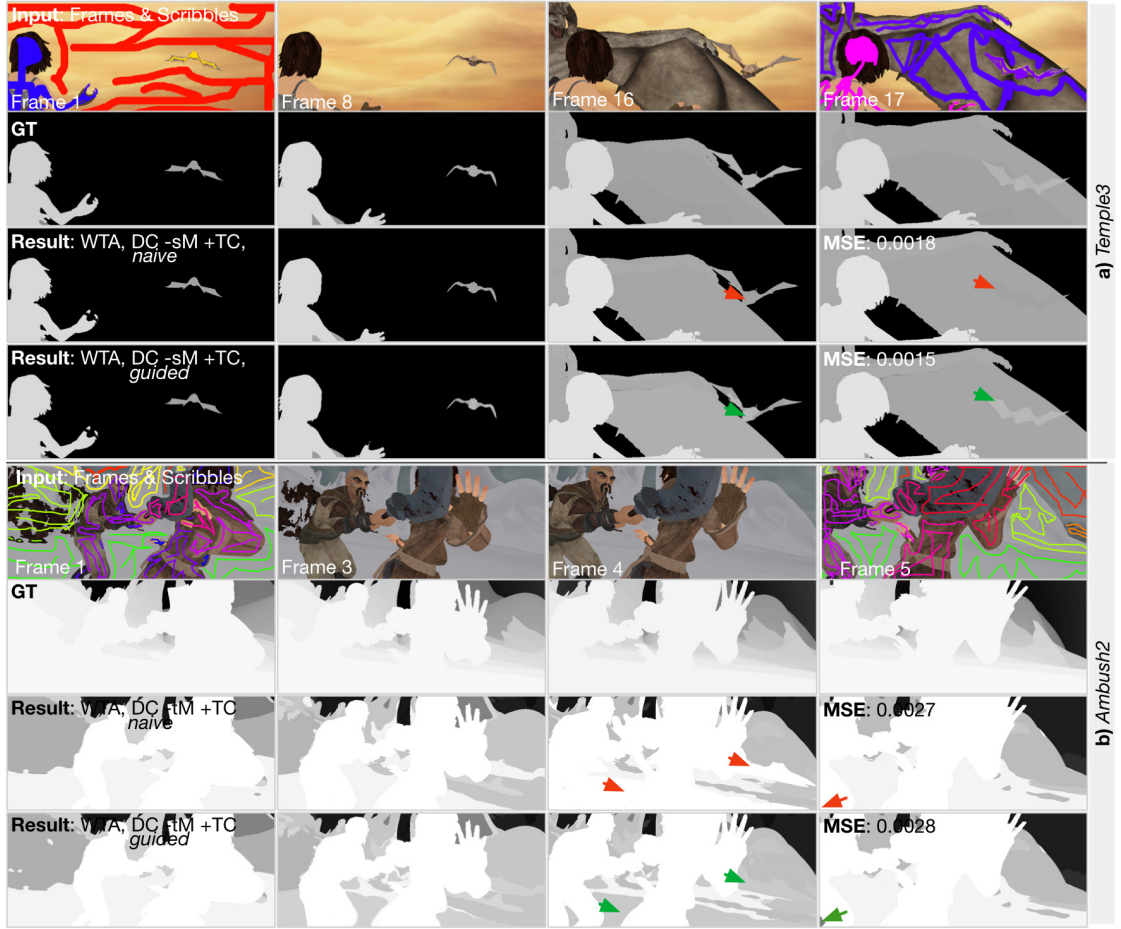 Input: Frames & Scribbles
Frame 1
Frame 8
Frame 16
Frame 17
GT
Result: WTA, DC -sM +TC,
naive
MSE: 0.0018
Result: WTA, DC -sM +TC,
guided
MSE: 0.0015
a) Temple3
Input: Frames & Scribbles
Frame 1
Frame 3
Frame 4
Frame 5
GT
Result: WTA, DC -tM +TC
naive
MSE: 0.0027
Result: WTA, DC -tM +TC
guided
MSE: 0.0028
b) Ambush2